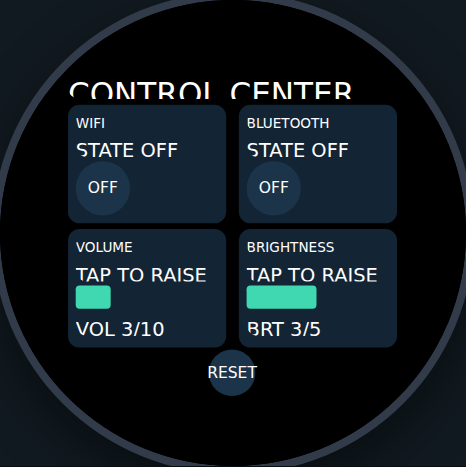 CONTROL CENTER
WIFI
STATE OFF
OFF
BLUETOOTH
STATE OFF
OFF
VOLUME
TAP TO RAISE
VOL 3/10
BRIGHTNESS
TAP TO RAISE
BRT 3/5
RESET